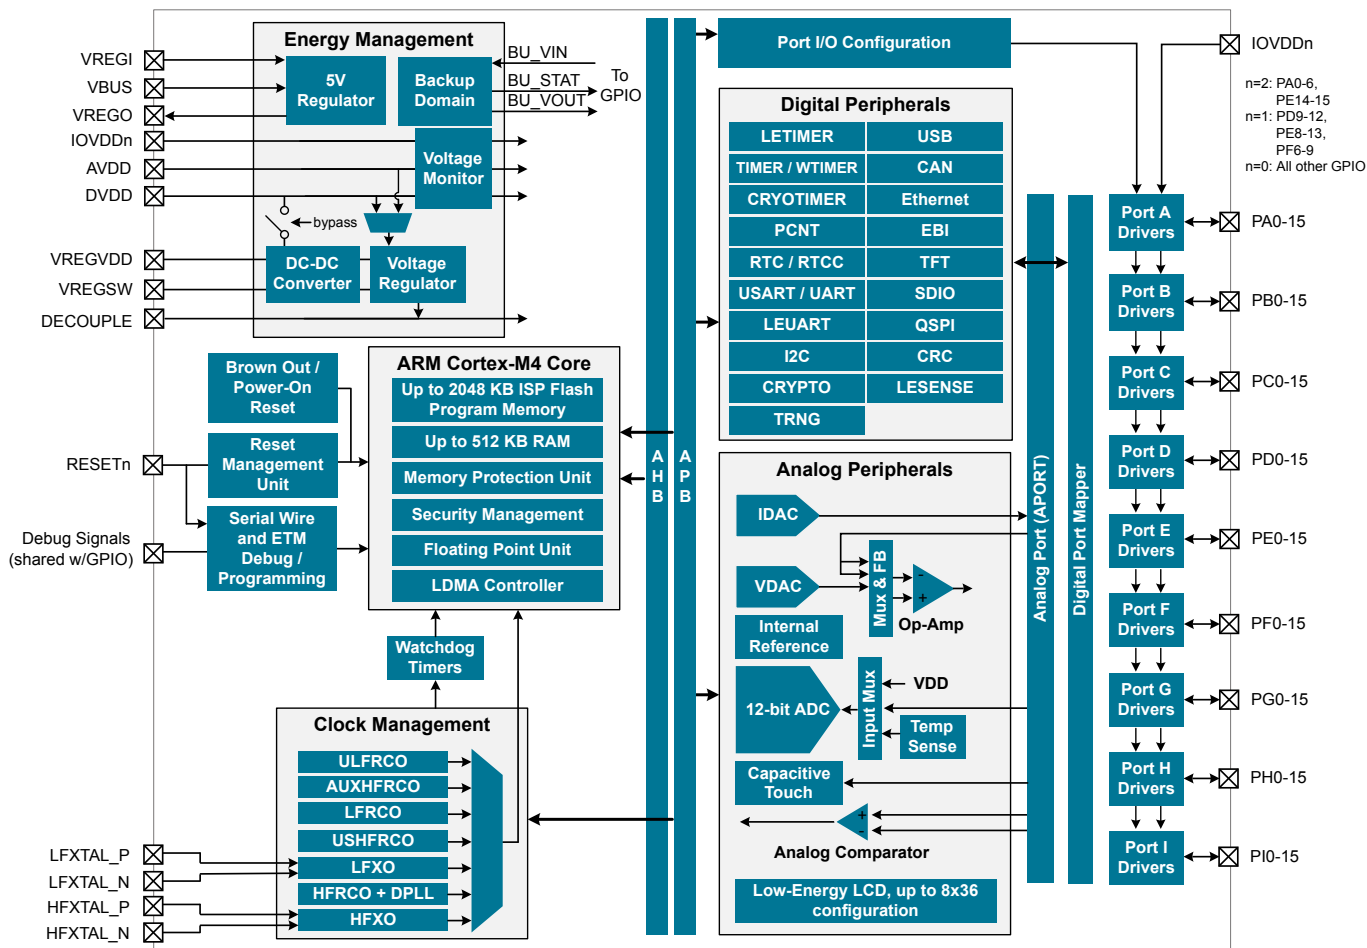 Energy Management
VREGI
VBUS
VREGO
IOVDDn
AVDD
DVDD
VREGVDD
VREGSW
DECOUPLE
5V
Regulator
Backup
Domain
BU_VIN
BU_STAT
BU_VOUT
To
GPIO
Voltage
Monitor
bypass
DC-DC
Converter
Voltage
Regulator
Brown Out /
Power-On
Reset
Reset
Management
Unit
Serial Wire
and ETM
Debug /
Programming
RESETn
Debug Signals
(shared w/GPIO)
ARM Cortex-M4 Core
Up to 2048 KB ISP Flash
Program Memory
Up to 512 KB RAM
Memory Protection Unit
Security Management
Floating Point Unit
LDMA Controller
Watchdog
Timers
Clock Management
ULFRCO
AUXHFRCO
LFRCO
USHFRCO
LFXO
HFRCO + DPLL
HFXO
LFXTAL_P
LFXTAL_N
HFXTAL_P
HFXTAL_N
A
H
B
A
P
B
Port I/O Configuration
Digital Peripherals
LETIMER
USB
TIMER / WTIMER
CAN
CRYOTIMER
Ethernet
PCNT
EBI
RTC / RTCC
TFT
USART / UART
SDIO
LEUART
QSPI
I2C
CRC
CRYPTO
LESENSE
TRNG
Analog Peripherals
IDAC
VDAC
Mux & FB
-
+
Op-Amp
Internal
Reference
12-bit ADC
Input Mux
VDD
Temp
Sense
Capacitive
Touch
+
-
Analog Comparator
Low-Energy LCD, up to 8x36
configuration
Analog Port (APORT)
Digital Port Mapper
IOVDDn
n=2: PA0-6,
PE14-15
n=1: PD9-12,
PE8-13,
PF6-9
n=0: All other GPIO
Port A
Drivers
PA0-15
Port B
Drivers
PB0-15
Port C
Drivers
PC0-15
Port D
Drivers
PD0-15
Port E
Drivers
PE0-15
Port F
Drivers
PF0-15
Port G
Drivers
PG0-15
Port H
Drivers
PH0-15
Port I
Drivers
PI0-15